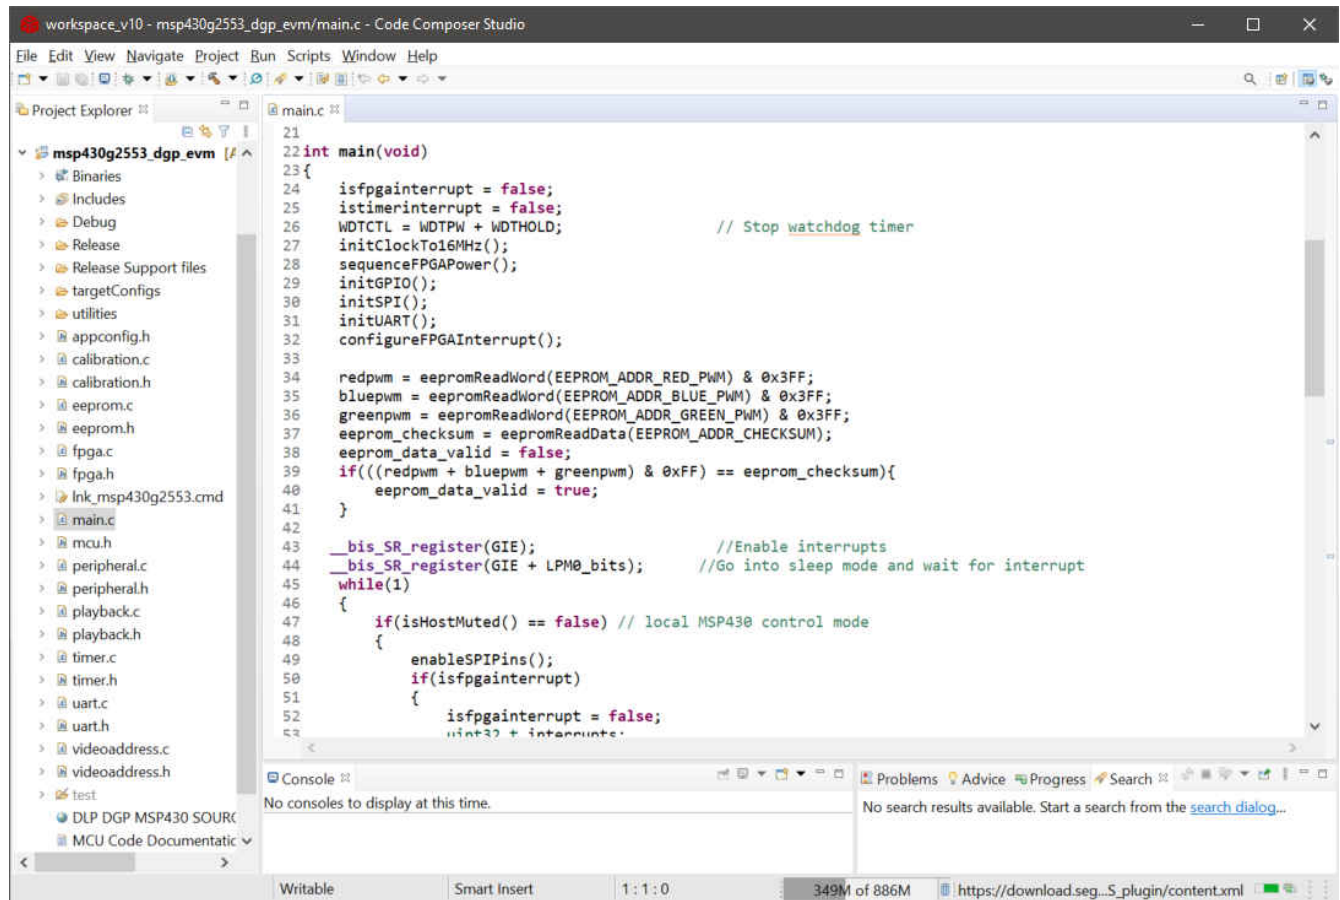 workspace_v10 - msp430g2553_dgp_evm/main.c - Code Composer Studio
File Edit View Navigate Project Run Scripts Window Help
Project Explorer
msp430g2553_dgp_evm [A
Binaries
Includes
Debug
Release
Release Support files
targetConfigs
utilities
appconfig.h
calibration.c
calibration.h
eeprom.c
eeprom.h
fpga.c
fpga.h
lnk_msp430g2553.cmd
main.c
mcu.h
peripheral.c
peripheral.h
playback.c
playback.h
timer.c
timer.h
uart.c
uart.h
videoaddress.c
videoaddress.h
test
DLP DGP MSP430 SOUR
MCU Code Documentatic
main.c
21
22 int main(void)
23 {
24 isfpgainterrupt = false;
25 istimerinterrupt = false;
26 WDTCTL = WDTPW + WDTHOLD; // Stop watchdog timer
27 initClockTo16MHz();
28 sequenceFPGAPower();
29 initGPIO();
30 initSPI();
31 initUART();
32 configureFPGAInterrupt();
33
34 redpwm = eepromReadWord(EEPROM_ADDR_RED_PWM) & 0x3FF;
35 bluepwm = eepromReadWord(EEPROM_ADDR_BLUE_PWM) & 0x3FF;
36 greenpwm = eepromReadWord(EEPROM_ADDR_GREEN_PWM) & 0x3FF;
37 eeprom_checksum = eepromReadData(EEPROM_ADDR_CHECKSUM);
38 eeprom_data_valid = false;
39 if(((redpwm + bluepwm + greenpwm) & 0xFF) == eeprom_checksum){
40 eeprom_data_valid = true;
41 }
42
43 __bis_SR_register(GIE); //Enable interrupts
44 __bis_SR_register(GIE + LPM0_bits); //Go into sleep mode and wait for interrupt
45 while(1)
46 {
47 if(isHostMuted() == false) // local MSP430 control mode
48 {
49 enableSPIPins();
50 if(isfpgainterrupt)
51 {
52 isfpgainterrupt = false;
53 uint32_t interrupts;
Console
No consoles to display at this time.
Problems Advice Progress Search
No search results available. Start a search from the search dialog...
Writable Smart Insert 1 : 1 : 0 349M of 886M https://download.seg...S_plugin/content.xml